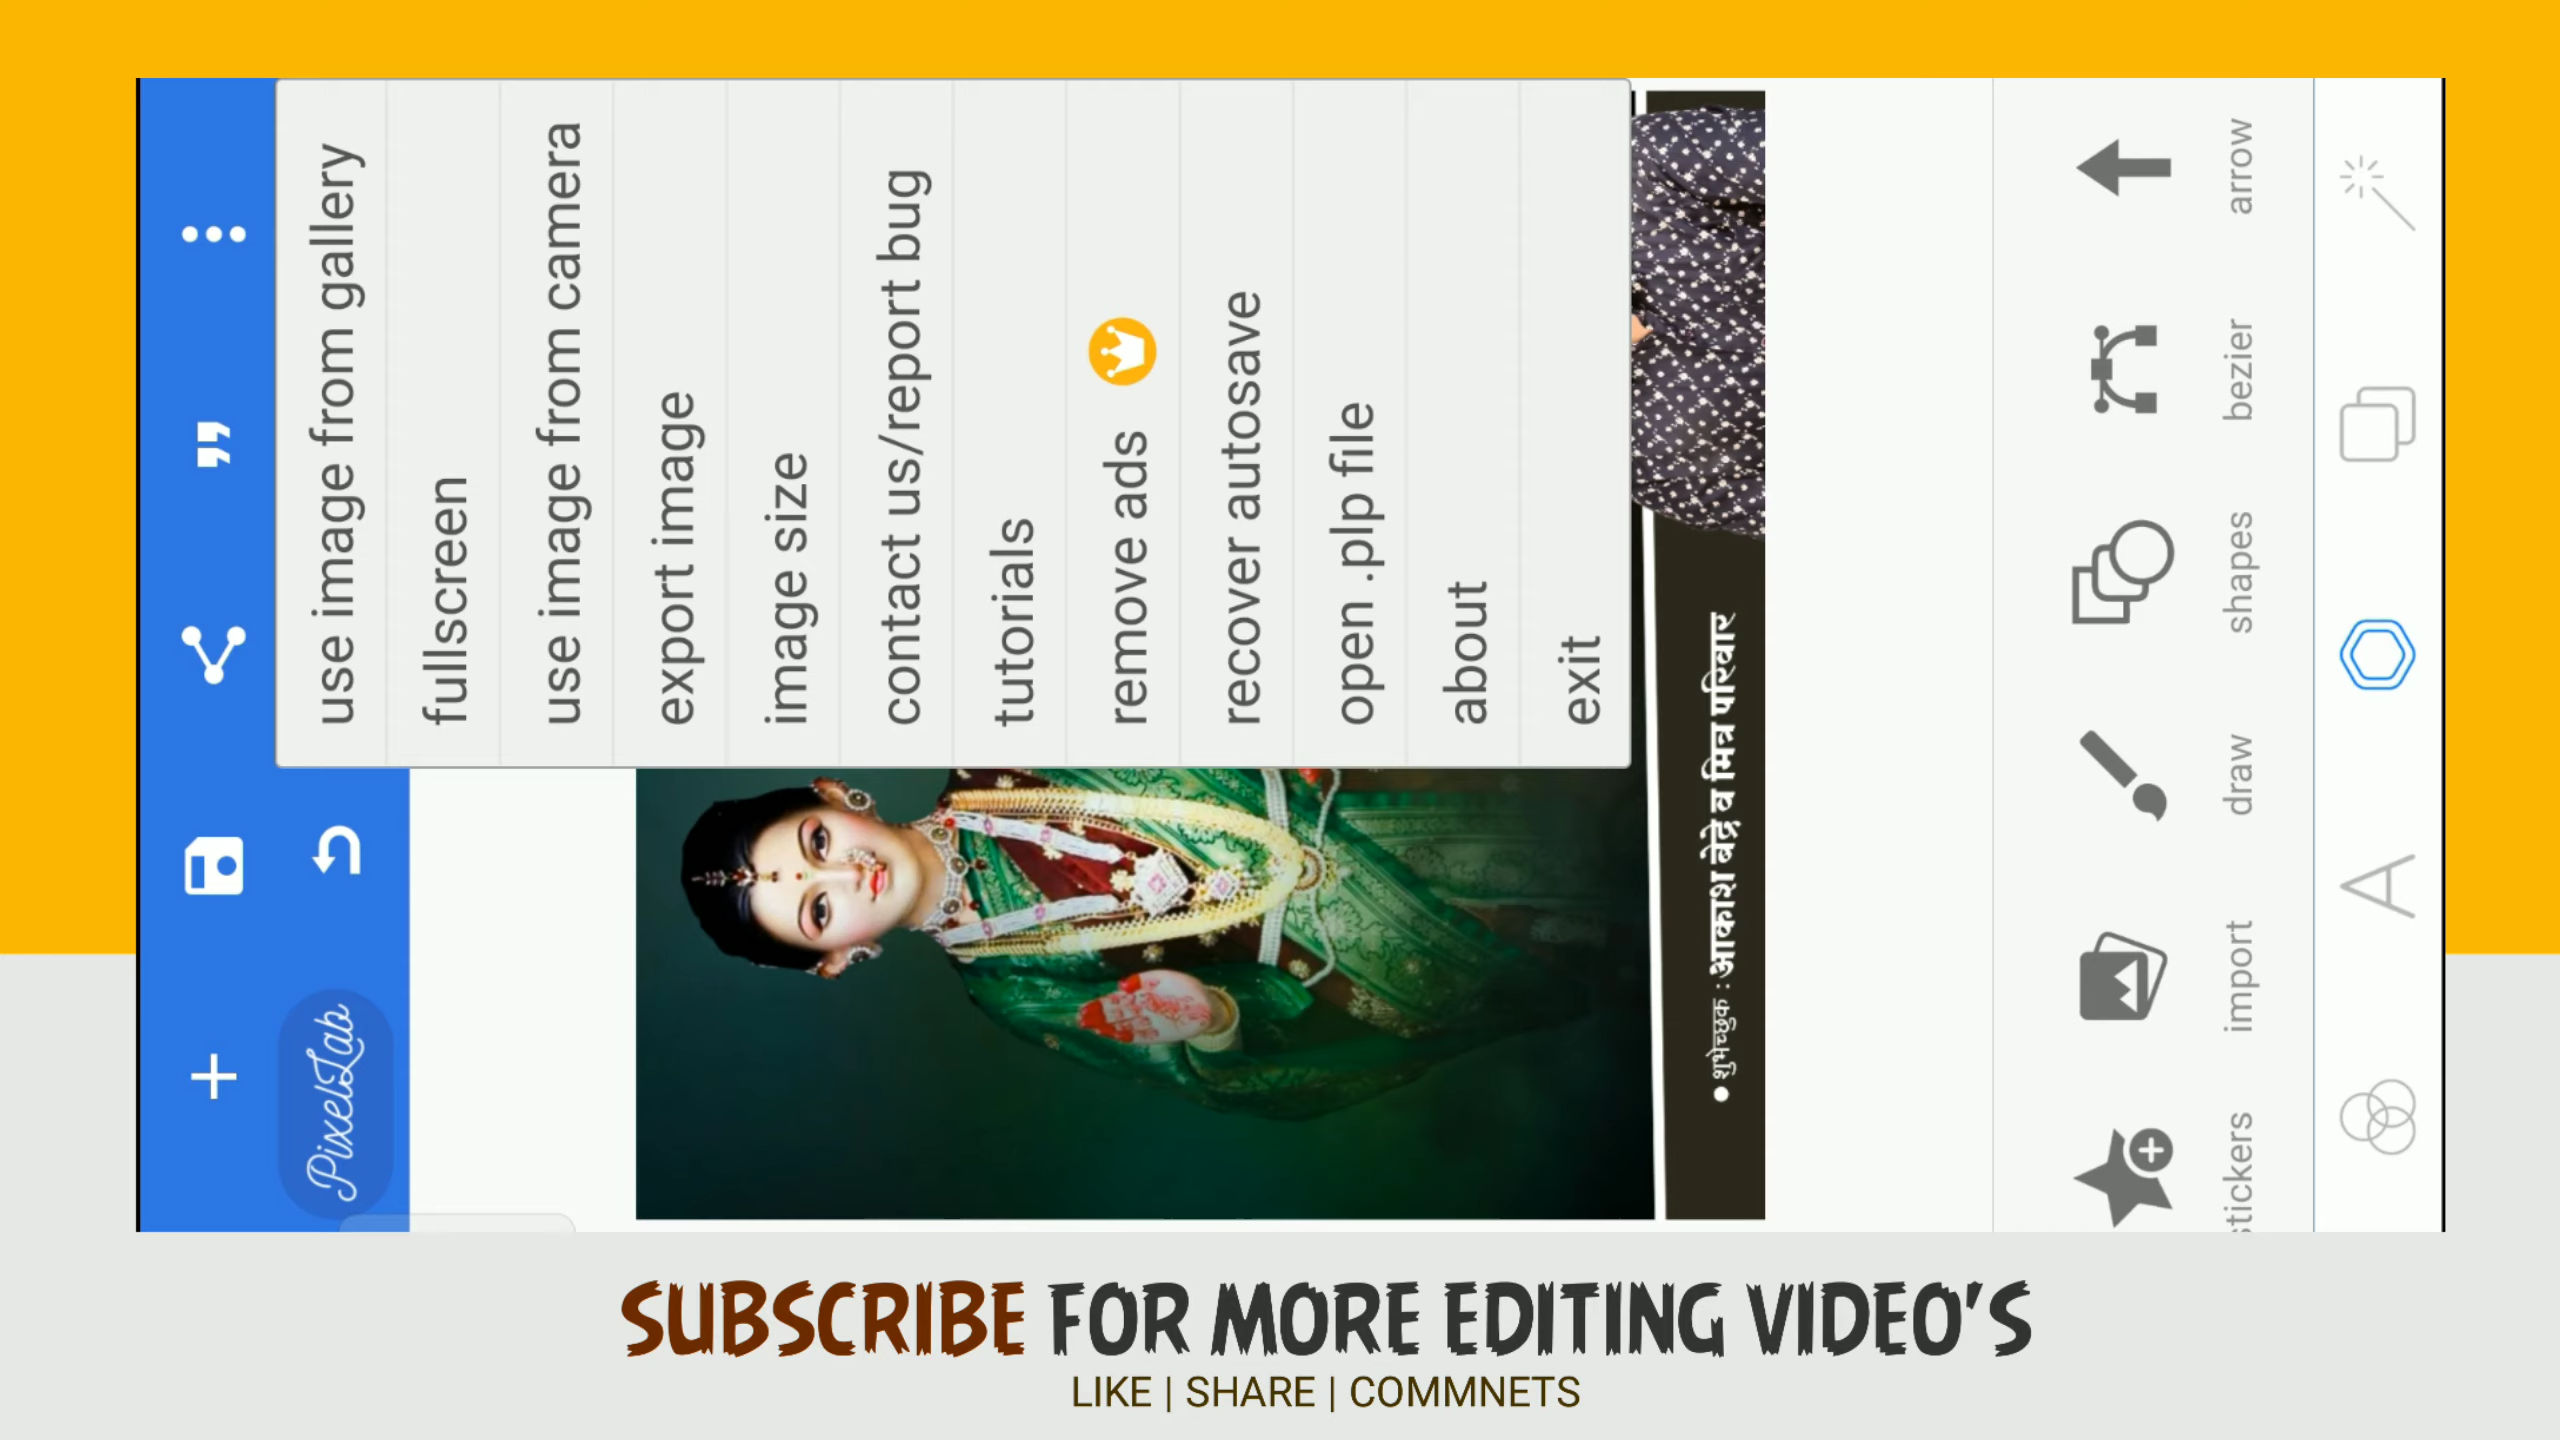 use image from gallery
fullscreen
use image from camera
export image
image size
contact us/report bug
tutorials
remove ads
recover autosave
open .plp file
about
exit
PixelLab
• शुभेच्छुक : आकाश बोद्रे व मित्र परिवार
arrow
bezier
shapes
draw
import
stickers
SUBSCRIBE FOR MORE EDITING VIDEO'S
LIKE | SHARE | COMMNETS